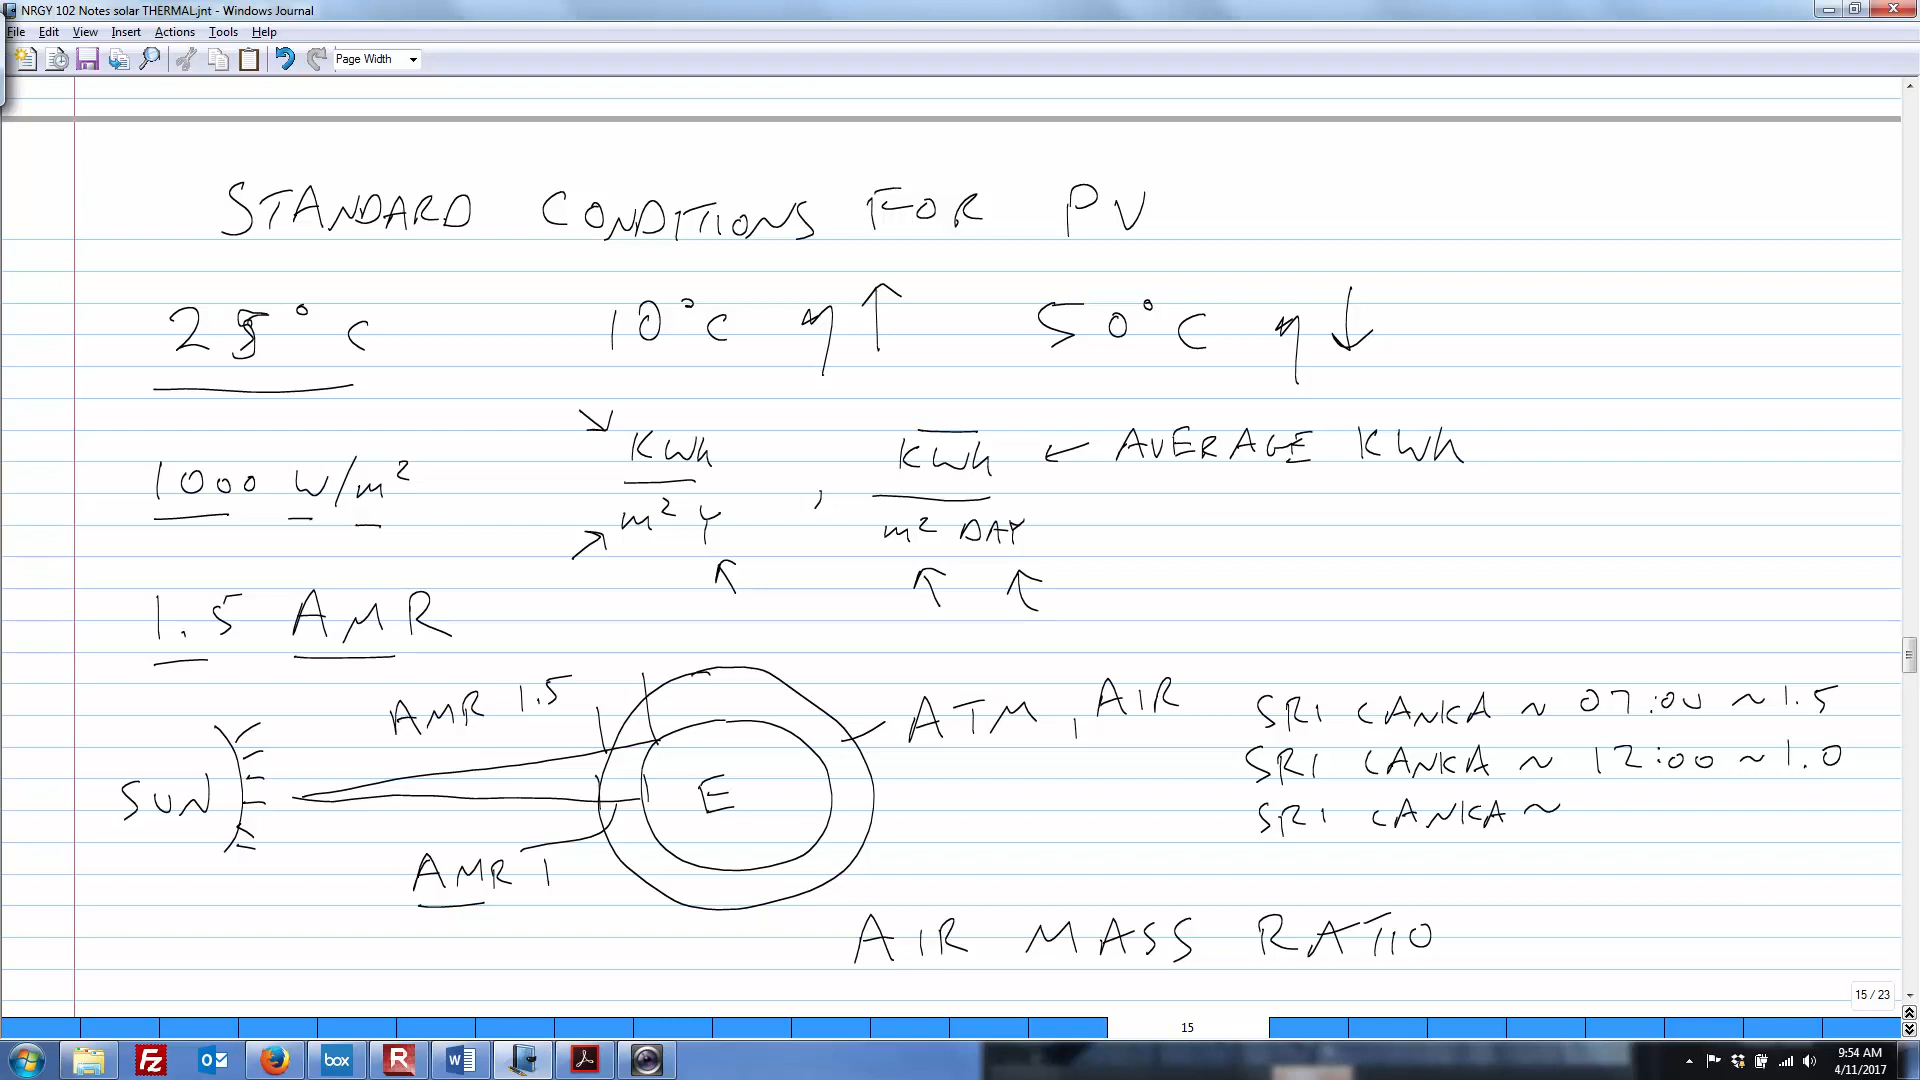 NRGY 102 Notes solar THERMAL.jnt - Windows Journal
File Edit View Insert Actions Tools Help
Page Width
STANDARD CONDITIONS FOR PV
25°C 10°C η↑ 50°C η↓
1000 W/m² KWh/m² Y , KWh/m² DAY ← AVERAGE KWh
1.5 AMR
AMR 1.5
ATM, AIR
SRI LANKA ~ 07:00 ~ 1.5
SRI LANKA ~ 12:00 ~ 1.0
SRI LANKA ~
SUN E
AMR 1
AIR MASS RATIO
15 / 23
15
Fz
box
R
W
9:54 AM
4/11/2017